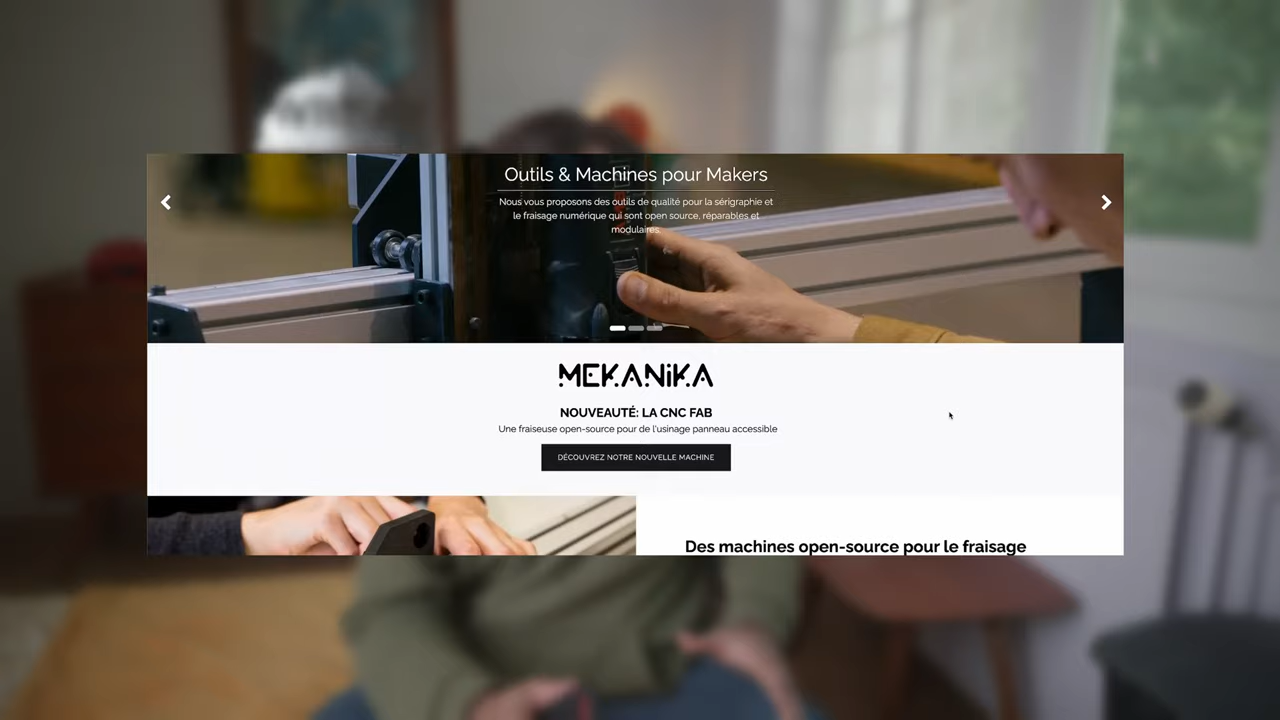 Outils & Machines pour Makers
Nous vous proposons des outils de qualité pour la sérigraphie et
le fraisage numérique qui sont open source, réparables et
modulaires.
MEKANIKA
NOUVEAUTÉ: LA CNC FAB
Une fraiseuse open-source pour de l'usinage panneau accessible
DÉCOUVREZ NOTRE NOUVELLE MACHINE
Des machines open-source pour le fraisage